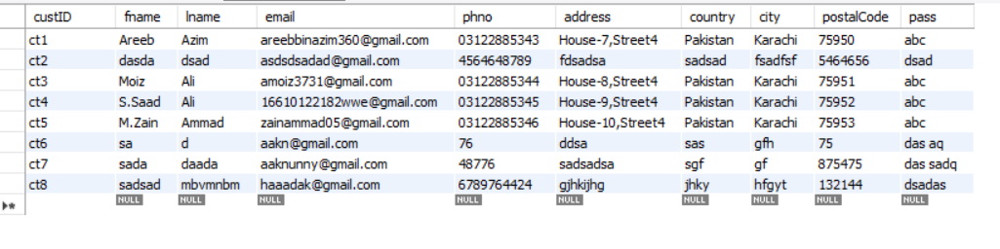 custID fname lname email phno address country city postalCode pass
ct1 Areeb Azim areebbinazim360@gmail.com 03122885343 House-7,Street4 Pakistan Karachi 75950 abc
ct2 dasda dsad asdsdsadad@gmail.com 4564648789 fdsadsa sadsad fsadfsf 5464656 dsad
ct3 Moiz Ali amoiz3731@gmail.com 03122885344 House-8,Street4 Pakistan Karachi 75951 abc
ct4 S.Saad Ali 16610122182wwe@gmail.com 03122885345 House-9,Street4 Pakistan Karachi 75952 abc
ct5 M.Zain Ammad zainammad05@gmail.com 03122885346 House-10,Street4 Pakistan Karachi 75953 abc
ct6 sa d aakn@gmail.com 76 ddsa sas gfh 75 das aq
ct7 sada daada aaknunny@gmail.com 48776 sadsadsa sgf gf 875475 das sadq
ct8 sadsad mbvmnbm haaadak@gmail.com 6789764424 gjhkijhg jhky hfgyt 132144 dsadas
NULL NULL NULL NULL NULL NULL NULL NULL NULL NULL